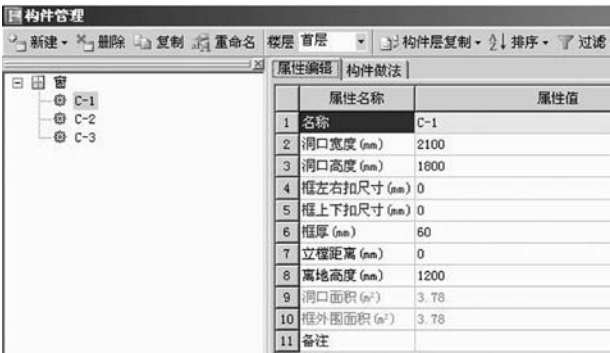 构件管理
新建 删除 复制 重命名 楼层 首层 构件层复制 排序 过滤
窗
C-1
C-2
C-3
属性编辑 构件做法
属性名称 属性值
1 名称 C-1
2 洞口宽度(mm) 2100
3 洞口高度(mm) 1800
4 框左右扣尺寸(mm) 0
5 框上下扣尺寸(mm) 0
6 框厚(mm) 60
7 立樘距离(mm) 0
8 离地高度(mm) 1200
9 洞口面积(m²) 3.78
10 框外围面积(m²) 3.78
11 备注